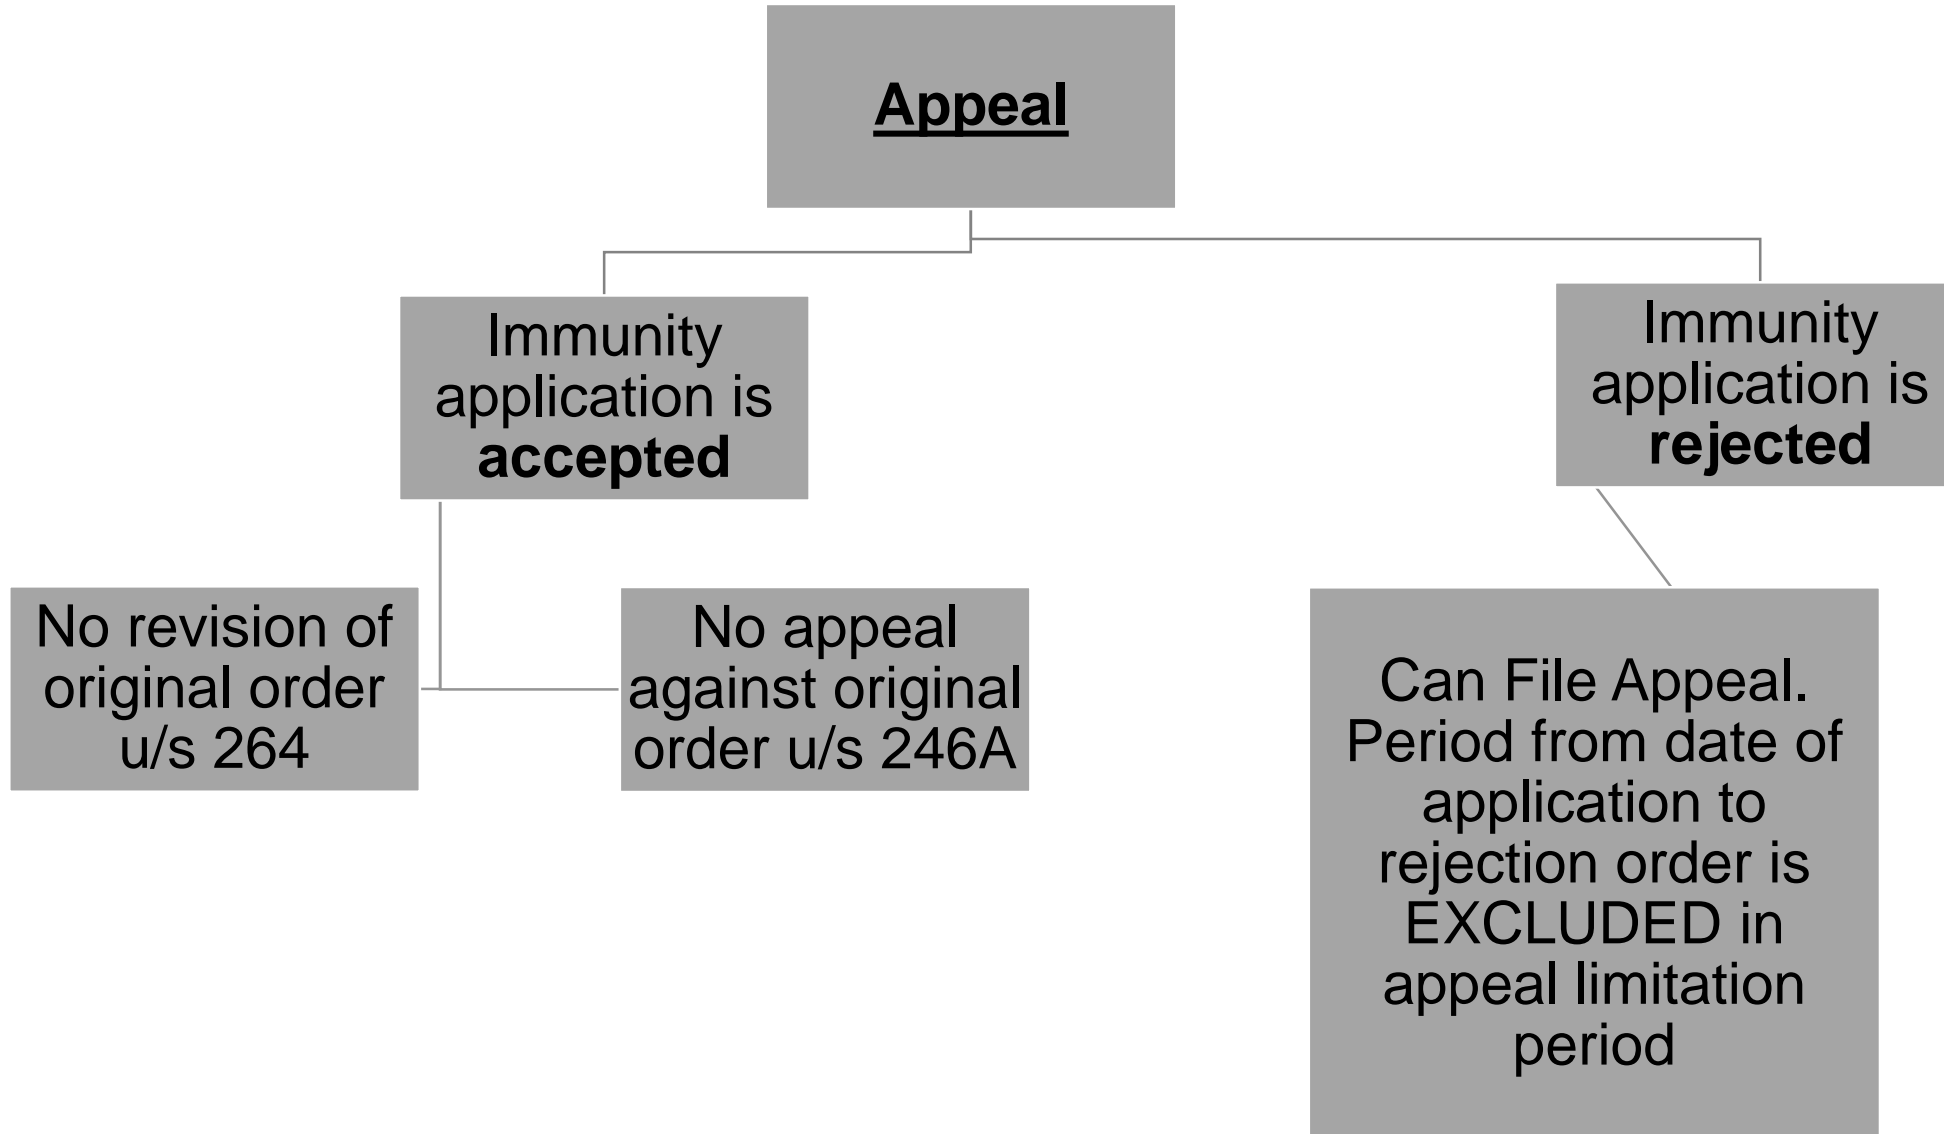 Appeal
Immunity
application is
accepted
Immunity
application is
rejected
No revision of
original order
u/s 264
No appeal
against original
order u/s 246A
Can File Appeal.
Period from date of
application to
rejection order is
EXCLUDED in
appeal limitation
period